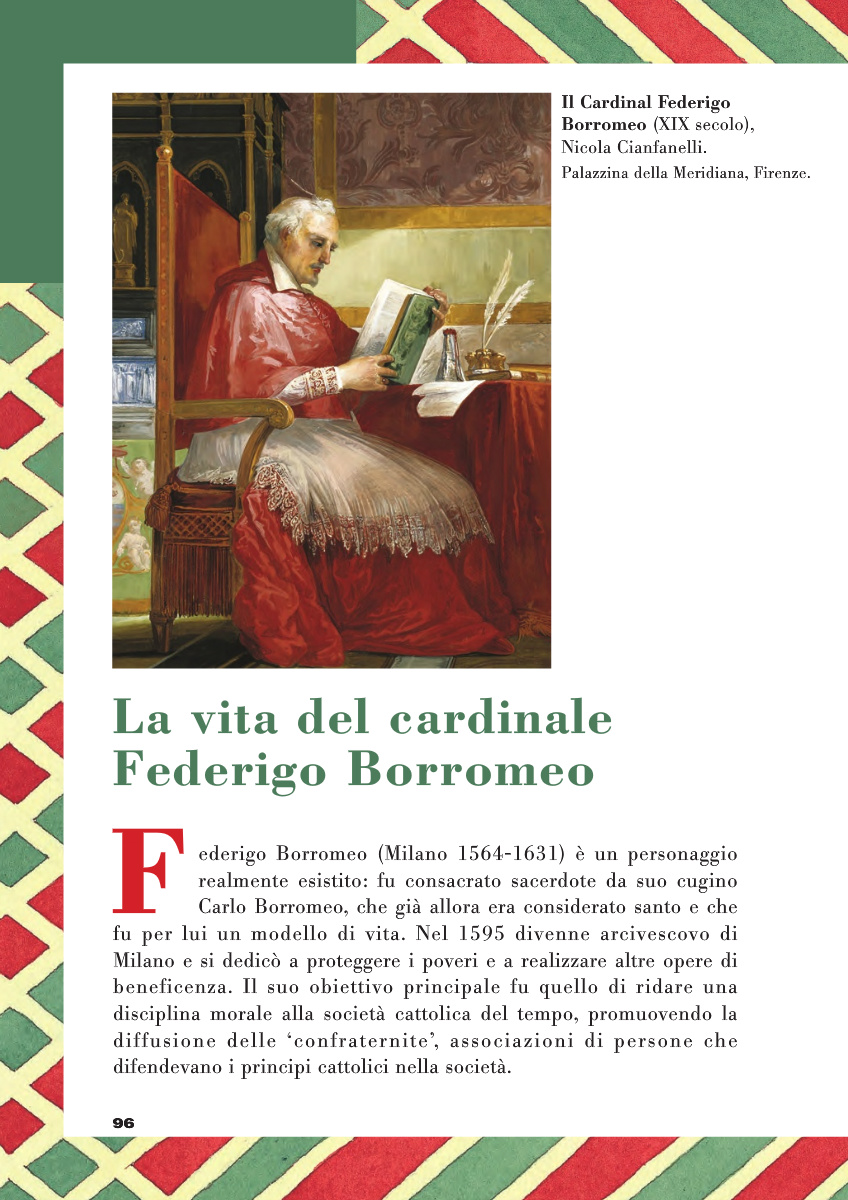 Il Cardinal Federigo
Borromeo (XIX secolo),
Nicola Cianfanelli.
Palazzina della Meridiana, Firenze.
La vita del cardinale
Federigo Borromeo
Federigo Borromeo (Milano 1564-1631) è un personaggio
realmente esistito: fu consacrato sacerdote da suo cugino
Carlo Borromeo, che già allora era considerato santo e che
fu per lui un modello di vita. Nel 1595 divenne arcivescovo di
Milano e si dedicò a proteggere i poveri e a realizzare altre opere di
beneficenza. Il suo obiettivo principale fu quello di ridare una
disciplina morale alla società cattolica del tempo, promuovendo la
diffusione delle ‘confraternite’, associazioni di persone che
difendevano i principi cattolici nella società.
96